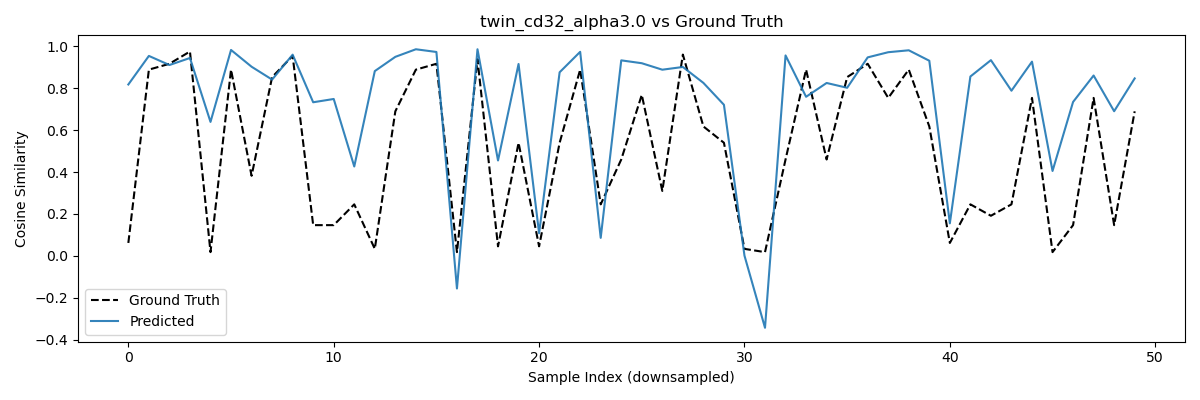 twin_cd32_alpha3.0 vs Ground Truth
Cosine Similarity
1.0
0.8
0.6
0.4
0.2
0.0
−0.2
−0.4
Ground Truth
Predicted
0 10 20 30 40 50
Sample Index (downsampled)